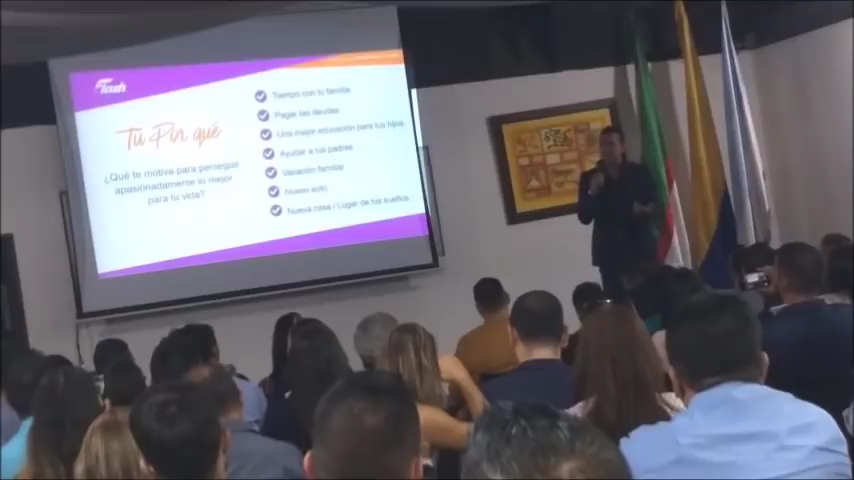 Flash
Tú Por qué
¿Qué te motiva para perseguir
apasionadamente lo mejor
para tu vida?
Tiempo con tu familia
Pagar las deudas
Una mejor educación para tus hijos
Ayudar a tus padres
Vacación familiar
Nuevo auto
Nueva casa / Lugar de tus sueños